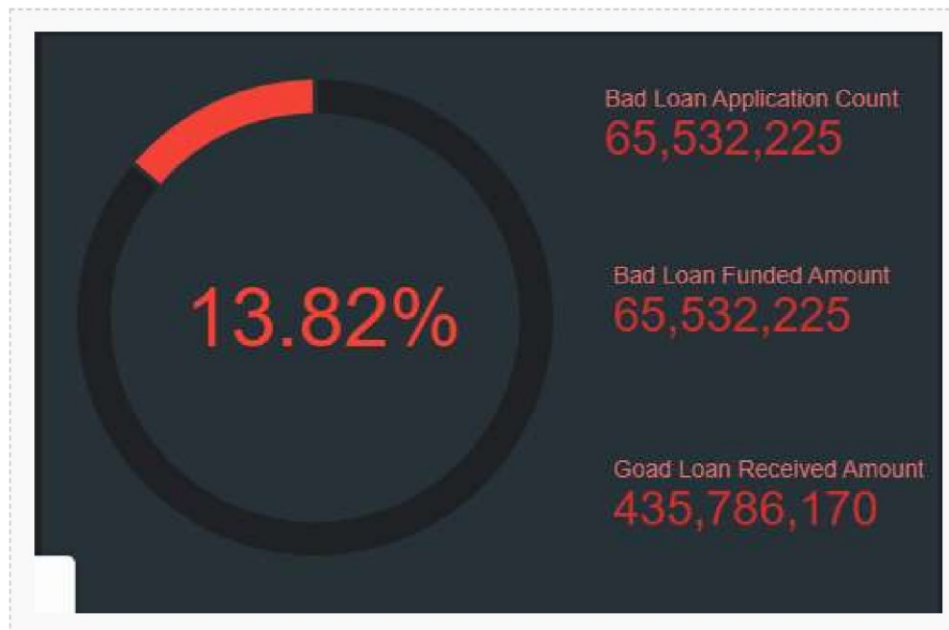 13.82%
Bad Loan Application Count
65,532,225
Bad Loan Funded Amount
65,532,225
Goad Loan Received Amount
435,786,170